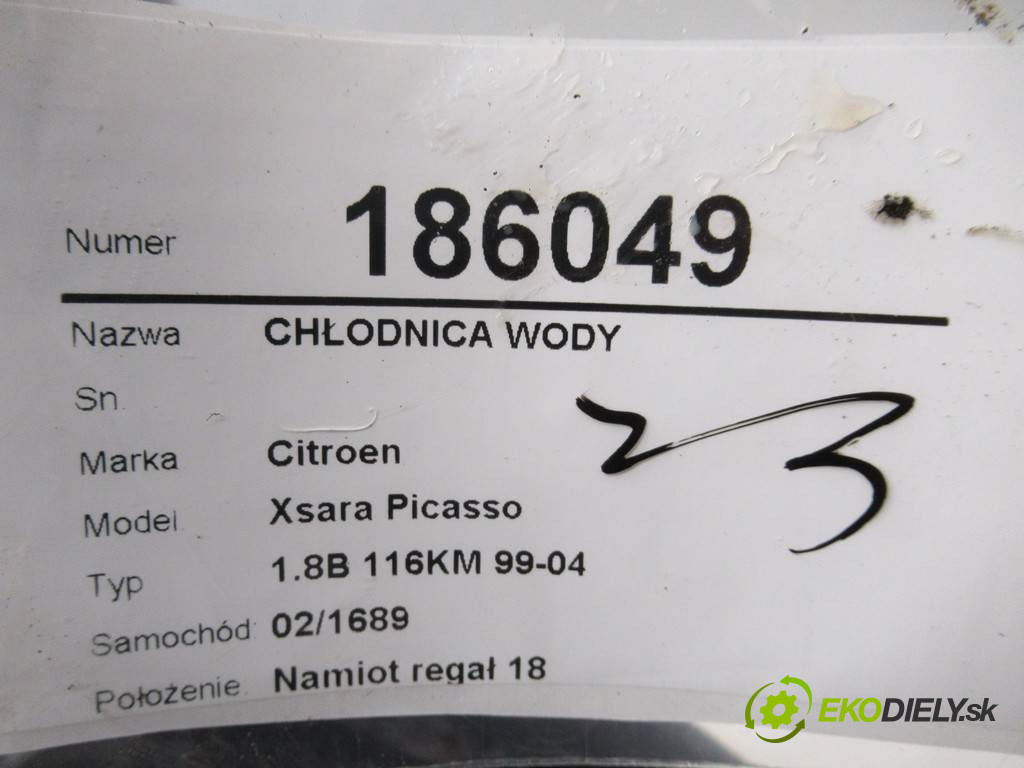 Numer 186049
Nazwa CHŁODNICA WODY
Sn.
Marka Citroen
23
Model Xsara Picasso
Typ 1.8B 116KM 99-04
Samochód 02/1689
Położenie Namiot regał 18
EKODIELY.sk